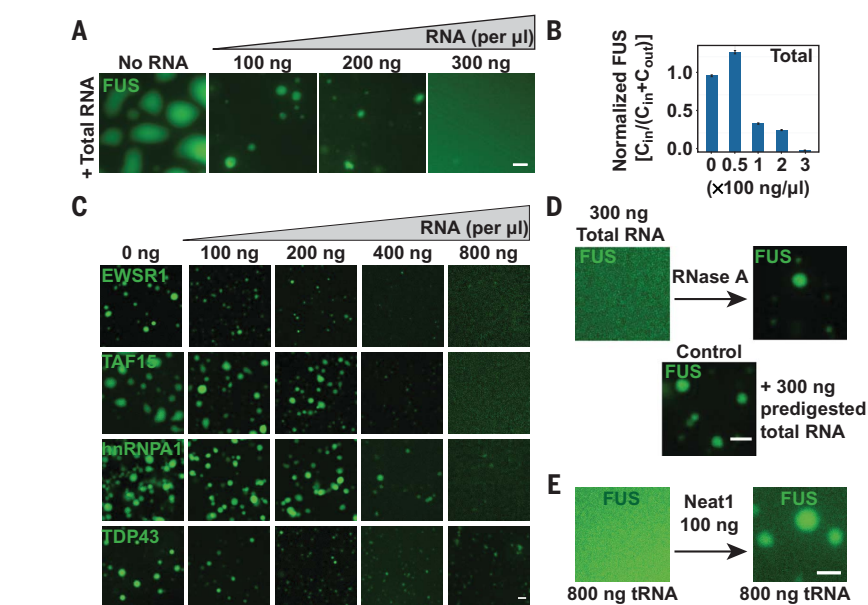 A
RNA (per µl)
No RNA
100 ng
200 ng
300 ng
+ Total RNA
FUS
B
Normalized FUS
[C_in/(C_in+C_out)]
Total
1.0
0.5
0.0
0 0.5 1 2 3
(×100 ng/µl)
C
RNA (per µl)
0 ng
100 ng
200 ng
400 ng
800 ng
EWSR1
TAF15
hnRNPA1
TDP43
D
300 ng
Total RNA
FUS
RNase A
FUS
Control
FUS
+ 300 ng
predigested
total RNA
E
FUS
Neat1
100 ng
FUS
800 ng tRNA
800 ng tRNA